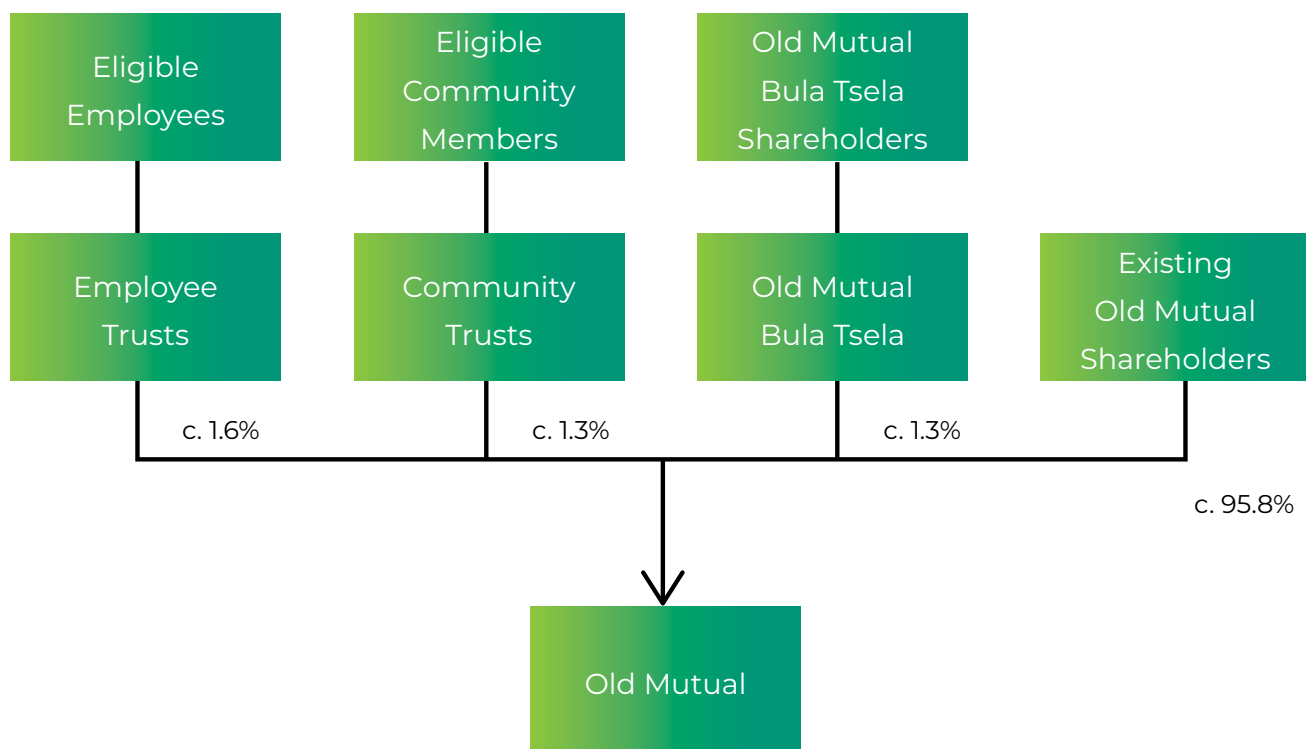 Eligible
Employees
Eligible
Community
Members
Old Mutual
Bula Tsela
Shareholders
Employee
Trusts
Community
Trusts
Old Mutual
Bula Tsela
Existing
Old Mutual
Shareholders
c. 1.6%
c. 1.3%
c. 1.3%
c. 95.8%
Old Mutual